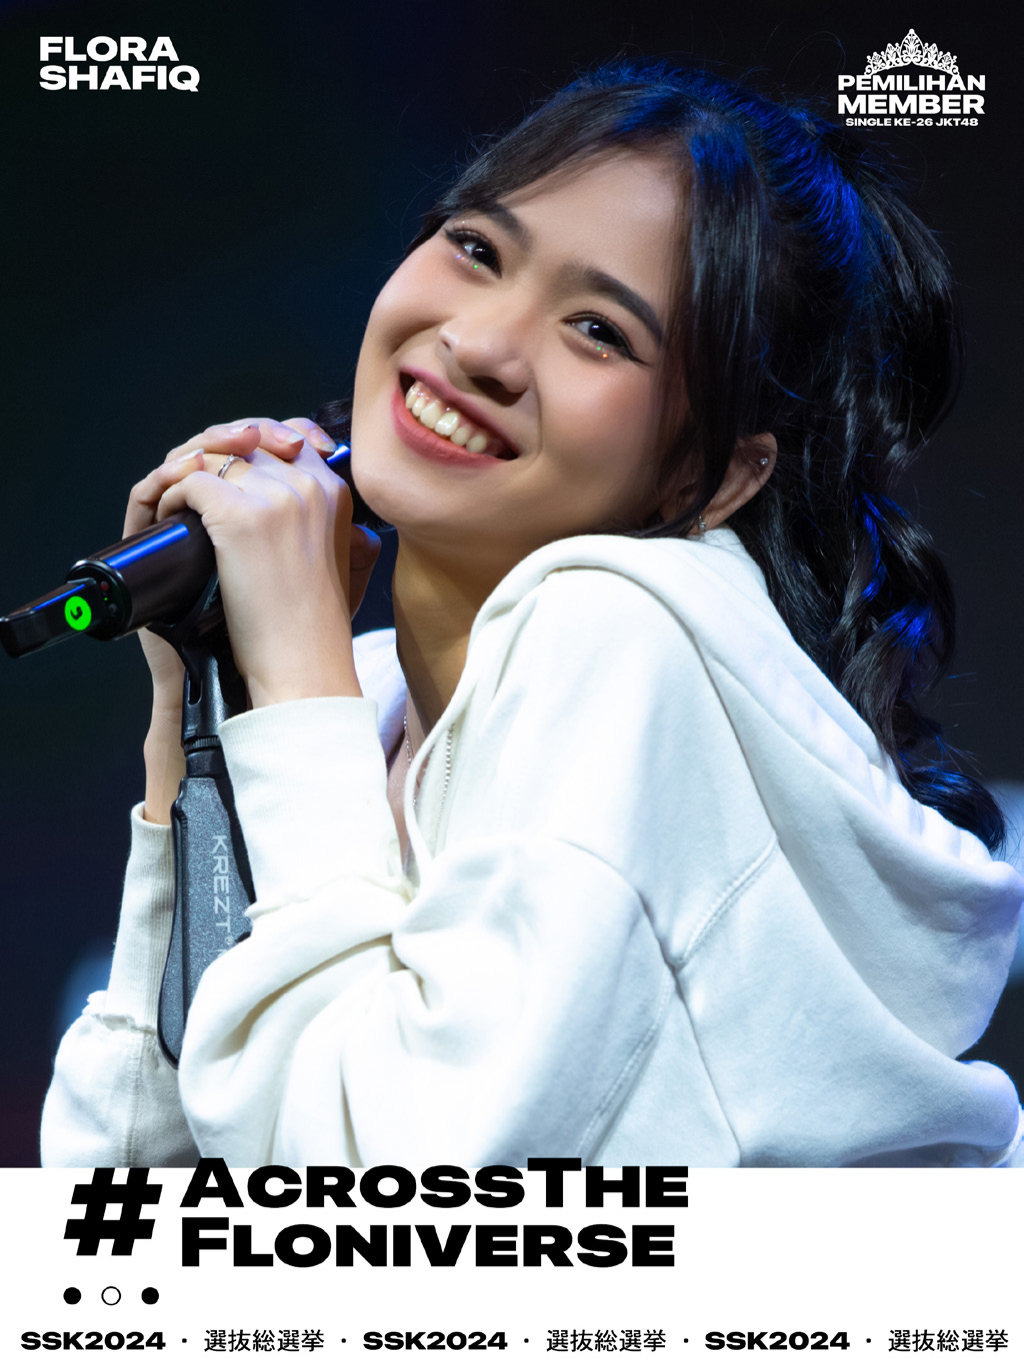 FLORA
SHAFIQ
PEMILIHAN
MEMBER
SINGLE KE-26 JKT48
KREZT
#ACROSSTHE
FLONIVERSE
SSK2024 · 選抜総選挙 · SSK2024 · 選抜総選挙 · SSK2024 · 選抜総選挙